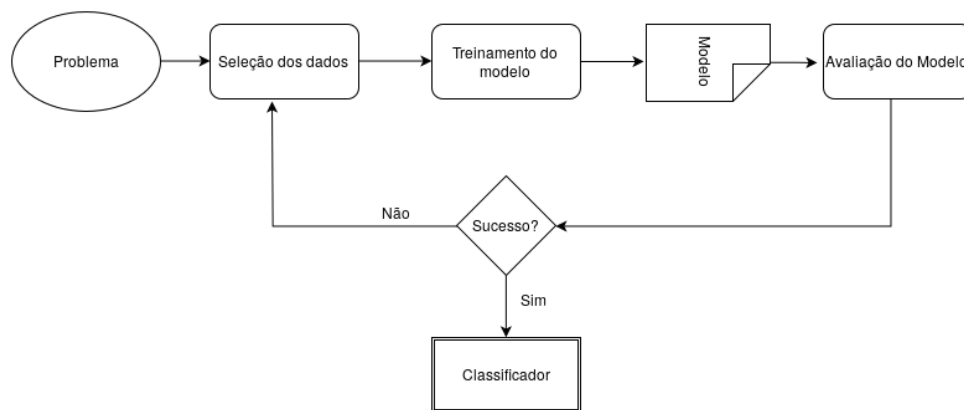 Problema
Seleção dos dados
Treinamento do
modelo
Modelo
Avaliação do Modelo
Não
Sucesso?
Sim
Classificador